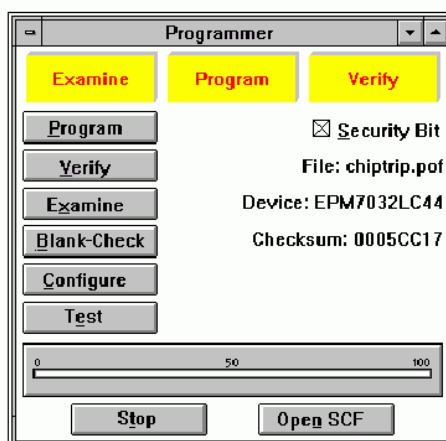 Programmer
Examine Program Verify
Program
Security Bit
Verify
File: chiptrip.pof
Examine
Device: EPM7032LC44
Blank-Check
Checksum: 0005CC17
Configure
Test
0 50 100
Stop Open SCF